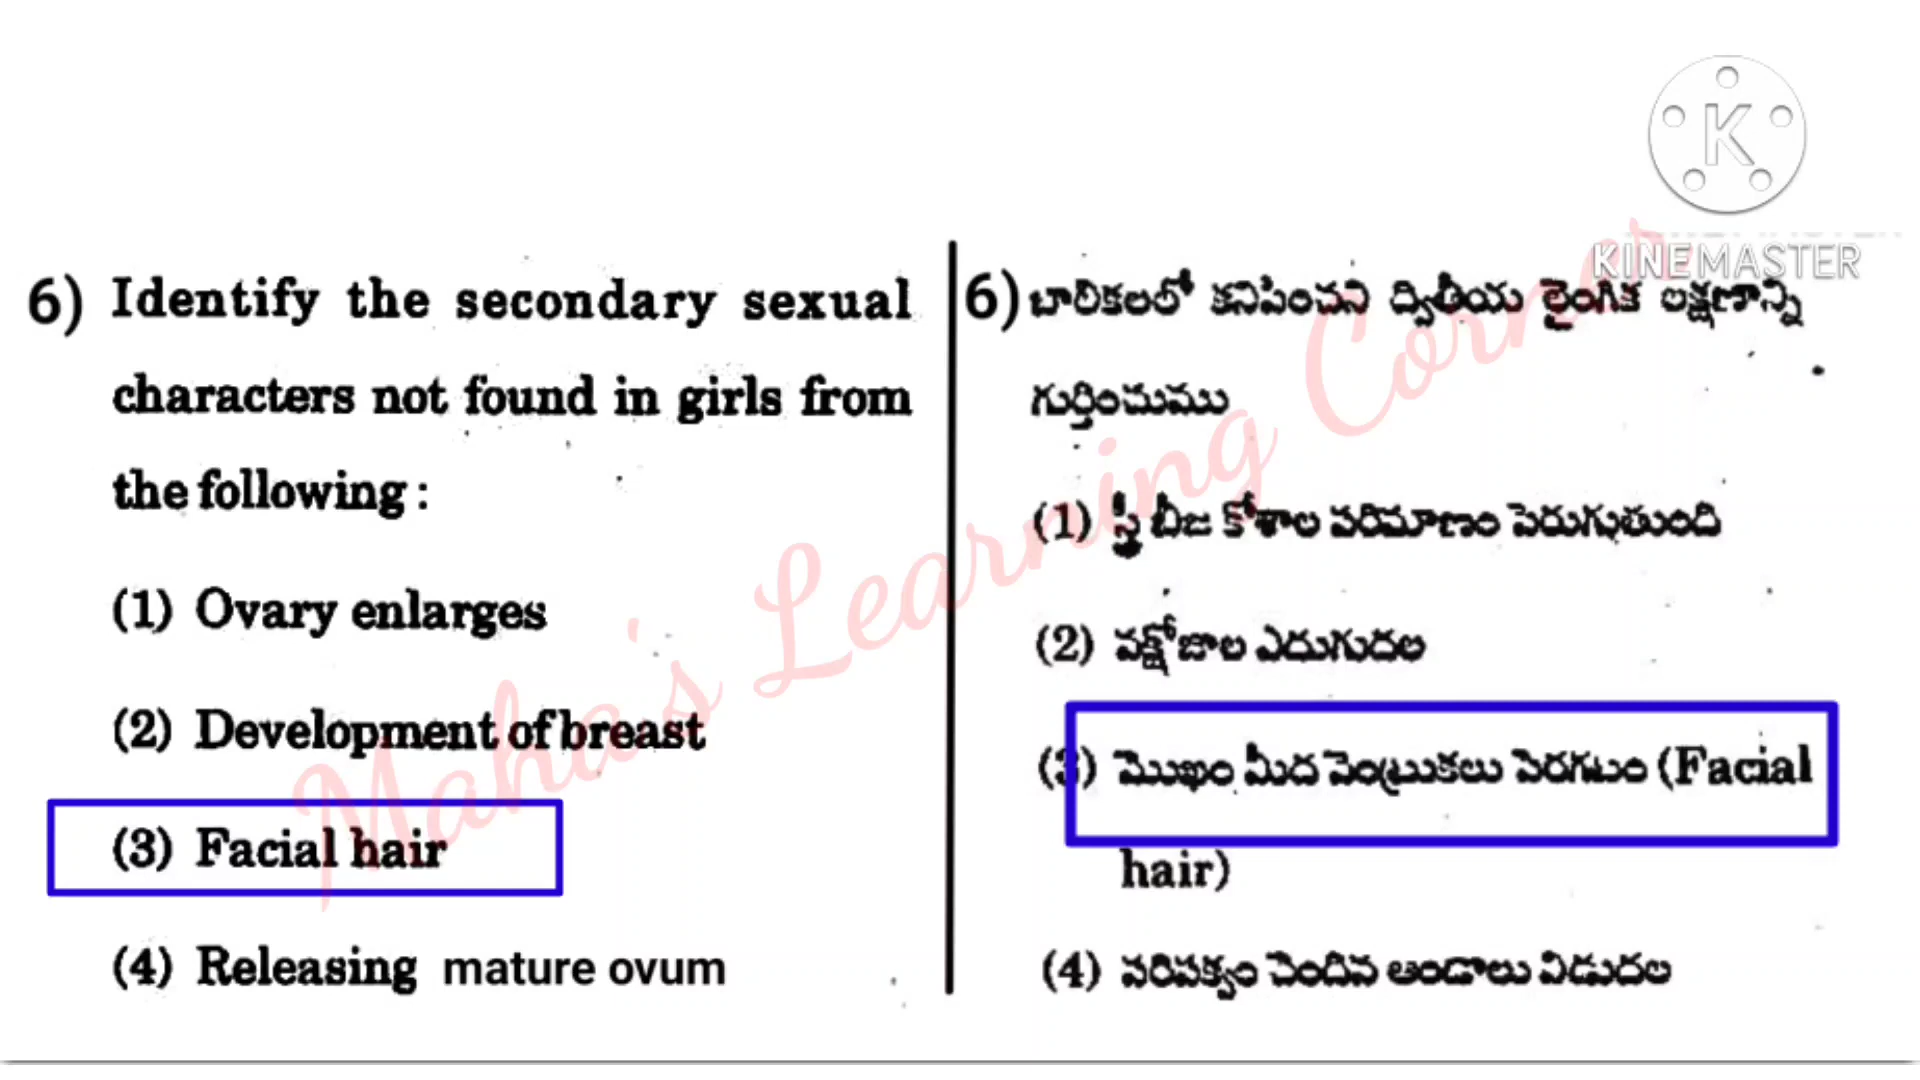 K
KINEMASTER
6) Identify the secondary sexual
characters not found in girls from
the following :
(1) Ovary enlarges
(2) Development of breast
(3) Facial hair
(4) Releasing mature ovum
6) బాలికలలో కనిపించని ద్వితీయ లైంగిక లక్షణాన్ని
గుర్తించుము
(1) స్త్రీ బీజ కోశాల పరిమాణం పెరుగుతుంది
(2) వక్షోజాల ఎదుగుదల
(3) మొఖం మీద వెంట్రుకలు పెరగటం (Facial
hair)
(4) పరిపక్వం చెందిన అండాలు విడుదల
Maha's Learning Corner